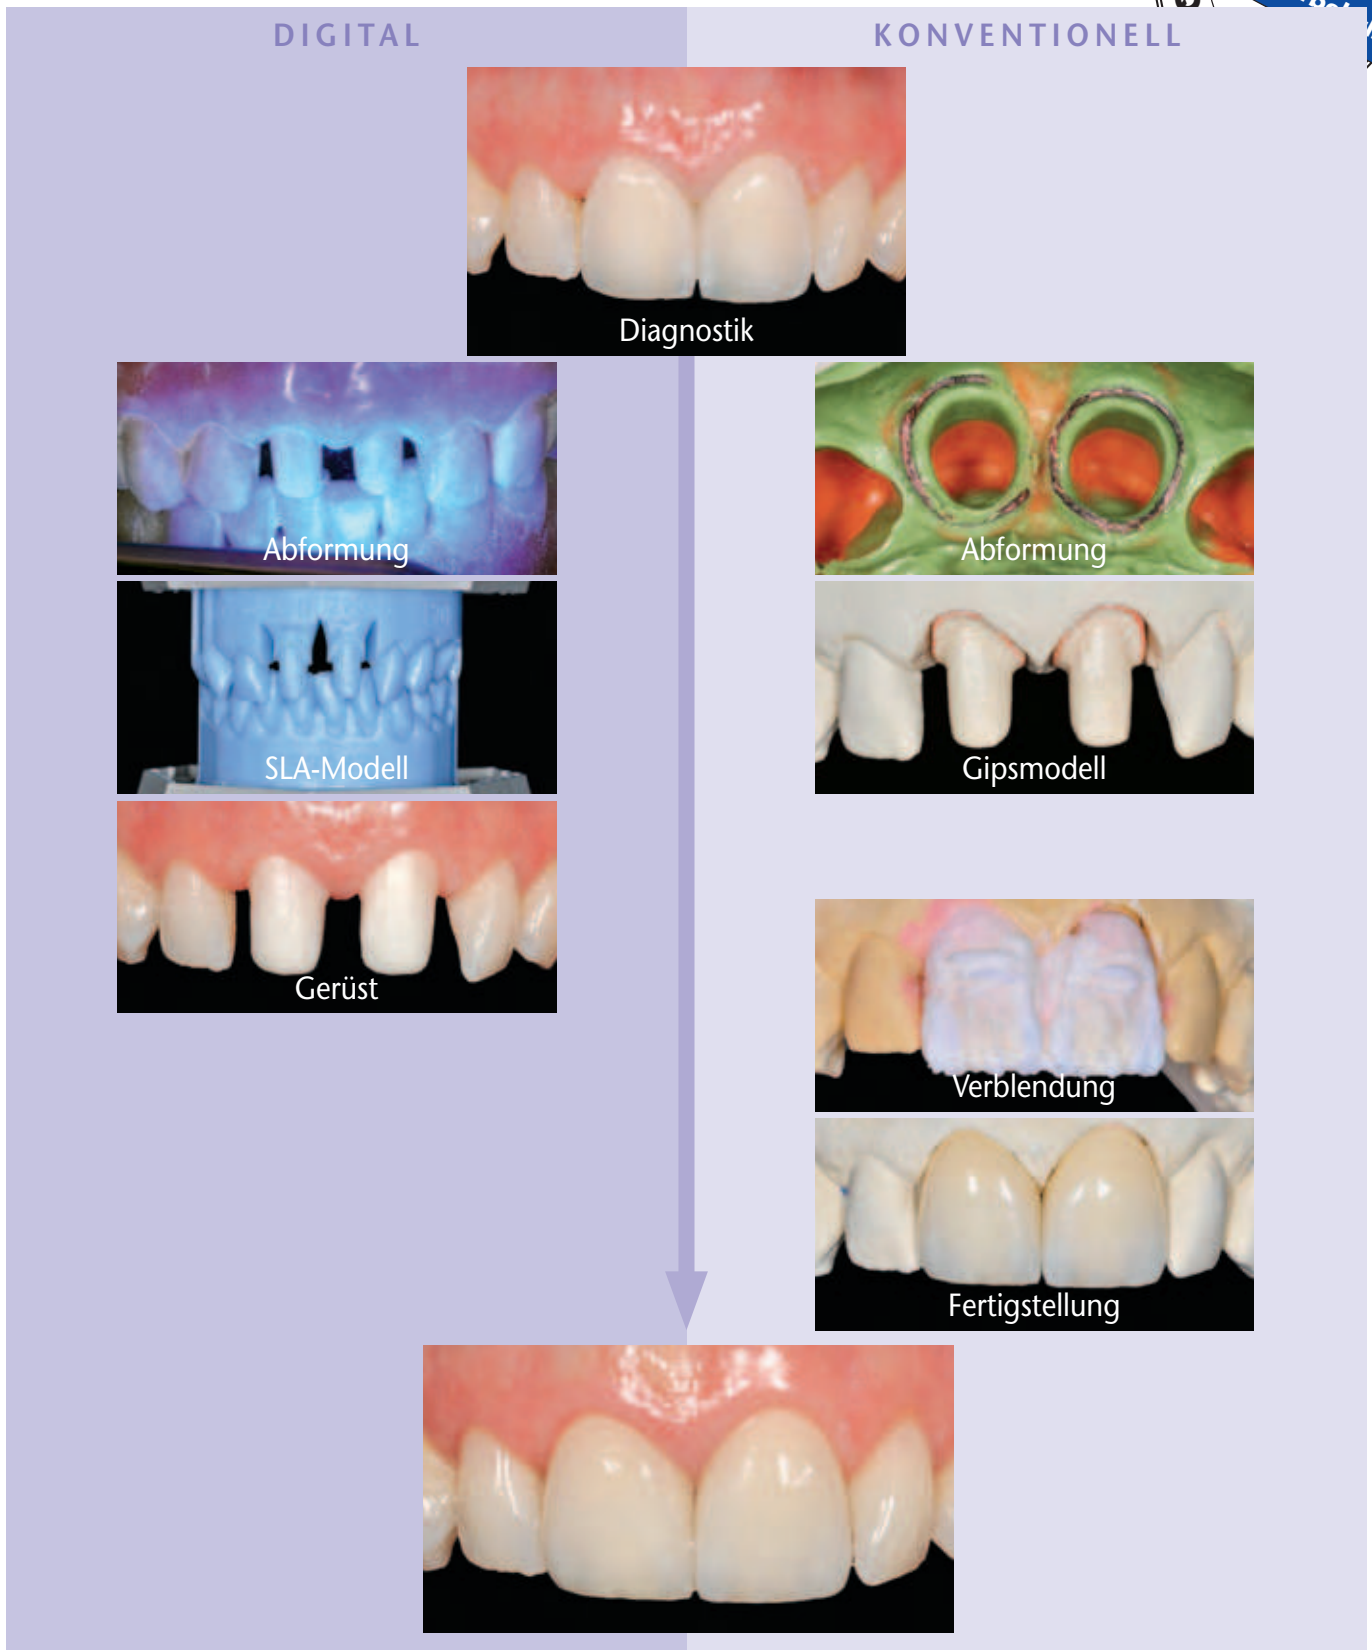 DIGITAL
KONVENTIONELL
Diagnostik
Abformung
Abformung
SLA-Modell
Gipsmodell
Gerüst
Verblendung
Fertigstellung